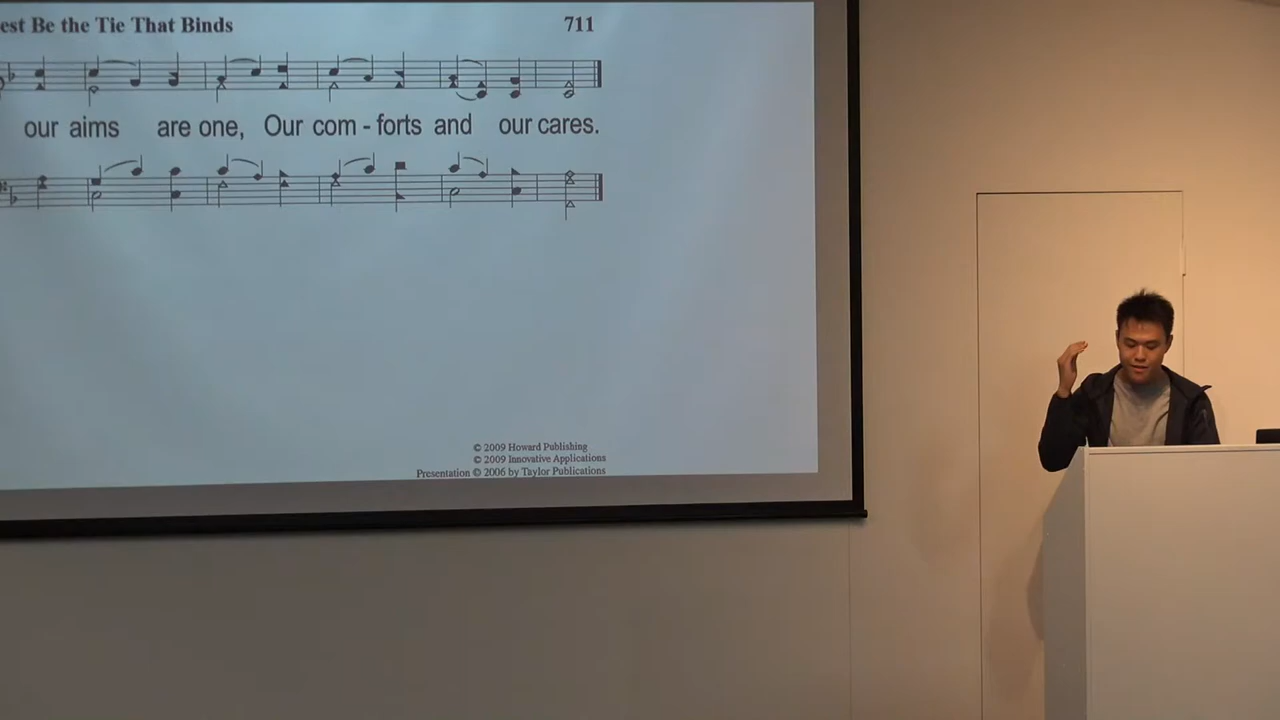 est Be the Tie That Binds
711
our aims are one, Our com - forts and our cares.
© 2009 Howard Publishing
© 2009 Innovative Applications
Presentation © 2006 by Taylor Publications